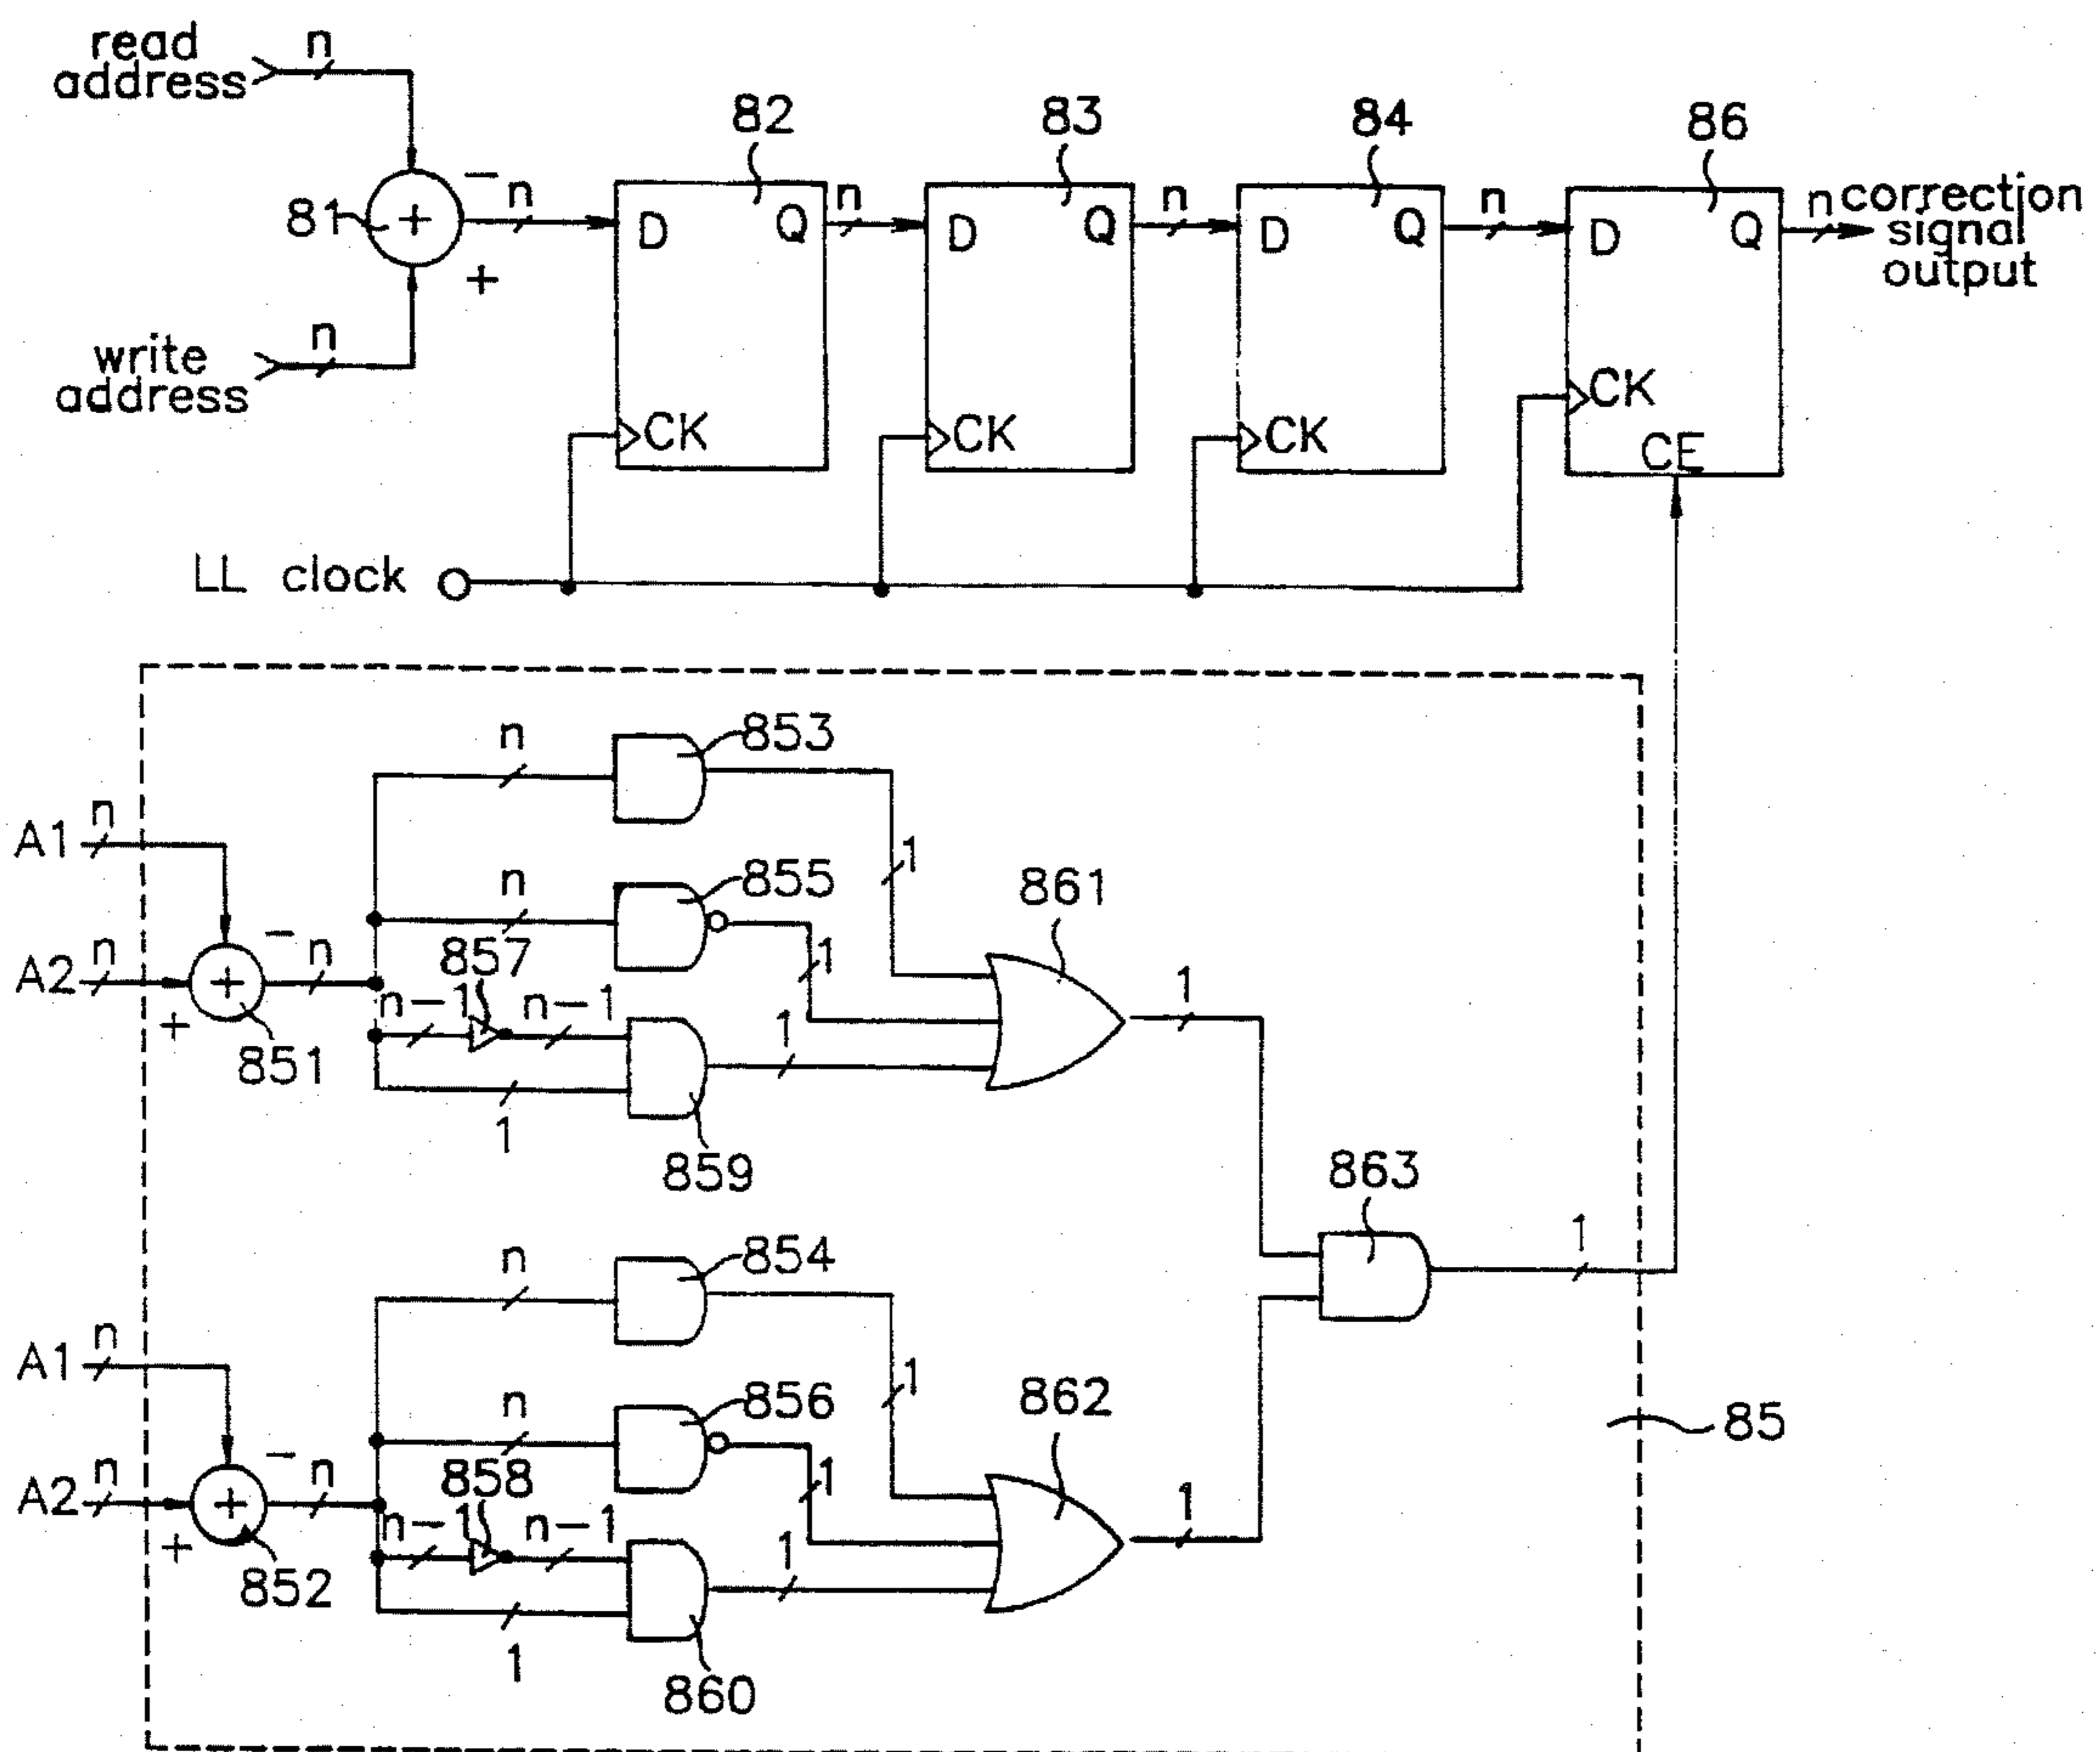 read
address
n
82
83
84
86
81
+
−
n
+
D
Q
n
D
Q
n
D
Q
n
D
Q
n
correction
signal
output
write
address
n
CK
CK
CK
CK
CE
LL clock
n
853
A1
n
n
855
861
1
A2
n
−
n
857
1
1
+
+
n-1
n-1
1
851
1
859
863
n
854
1
A1
n
n
856
862
1
85
A2
n
−
n
858
1
1
+
+
n-1
n-1
1
852
1
860